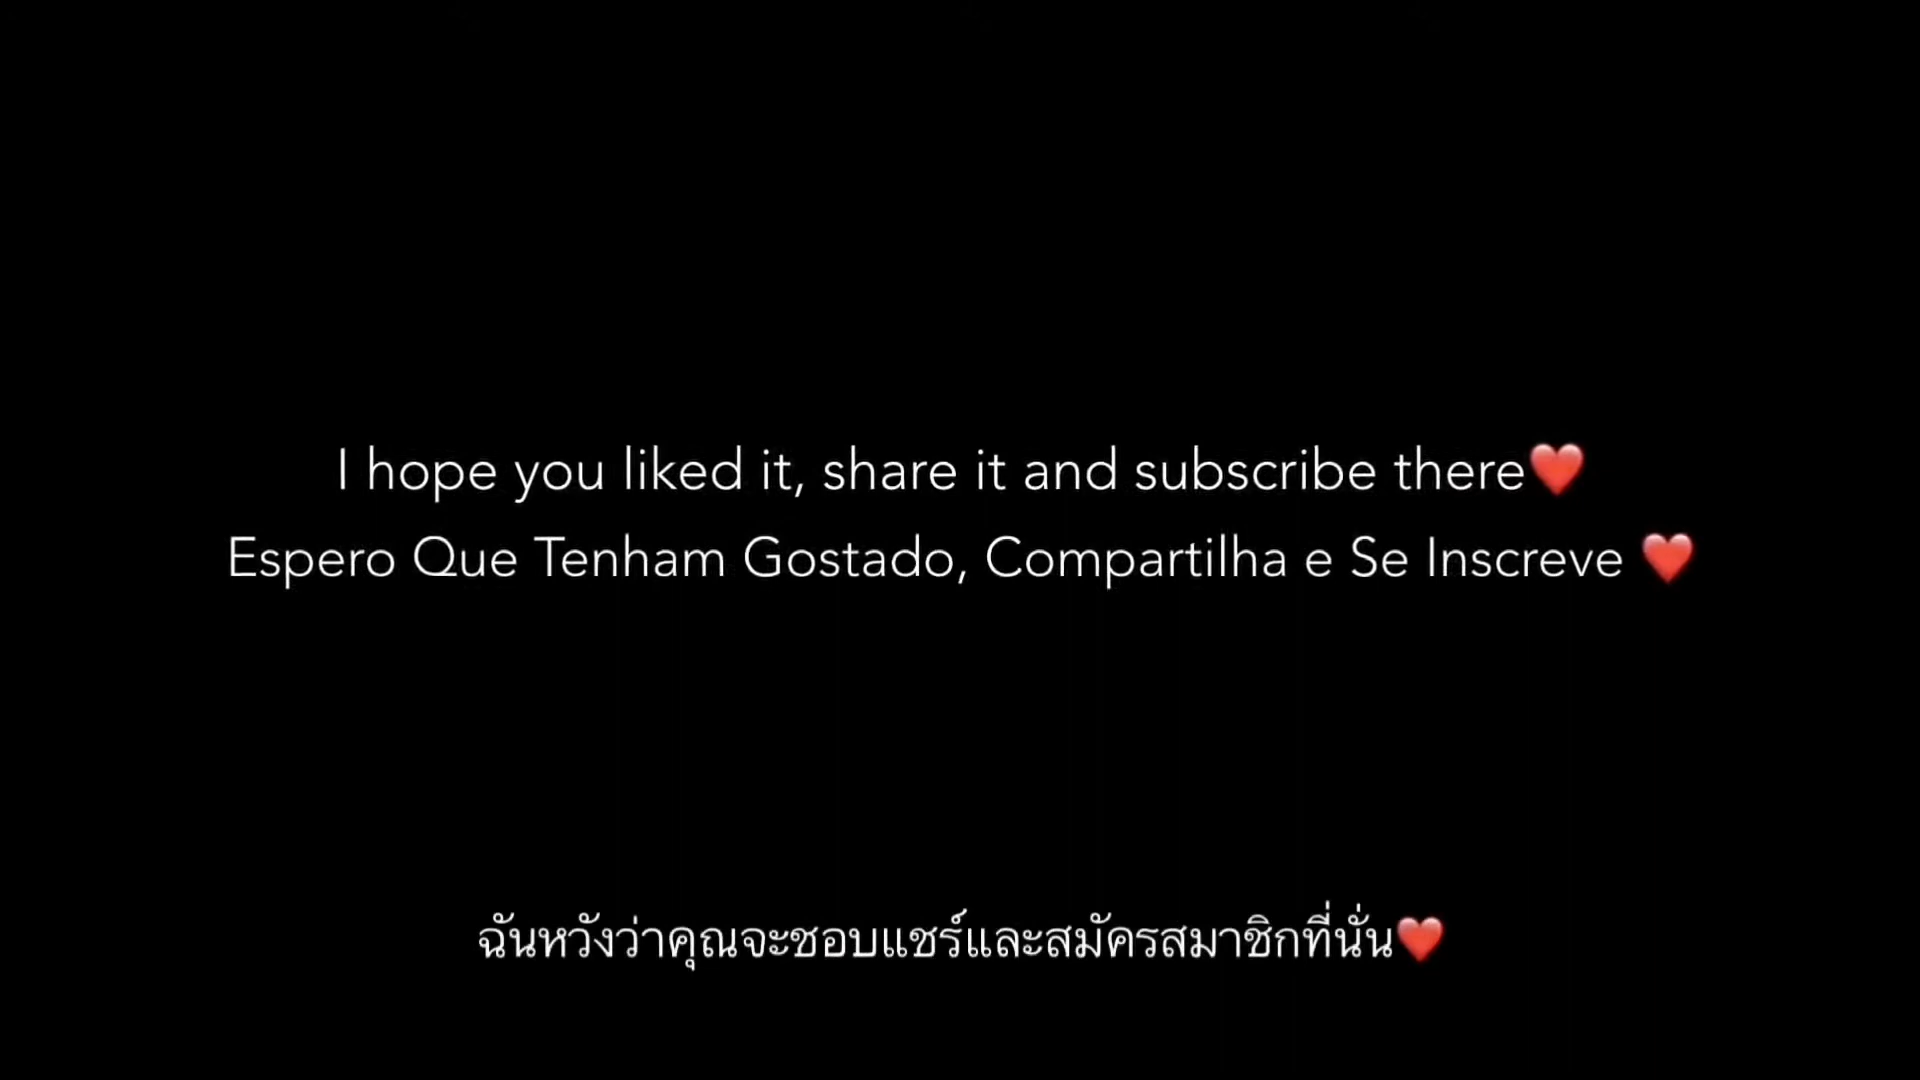 I hope you liked it, share it and subscribe there❤️
Espero Que Tenham Gostado, Compartilha e Se Inscreve ❤️
ฉันหวังว่าคุณจะชอบแชร์และสมัครสมาชิกที่นั่น❤️